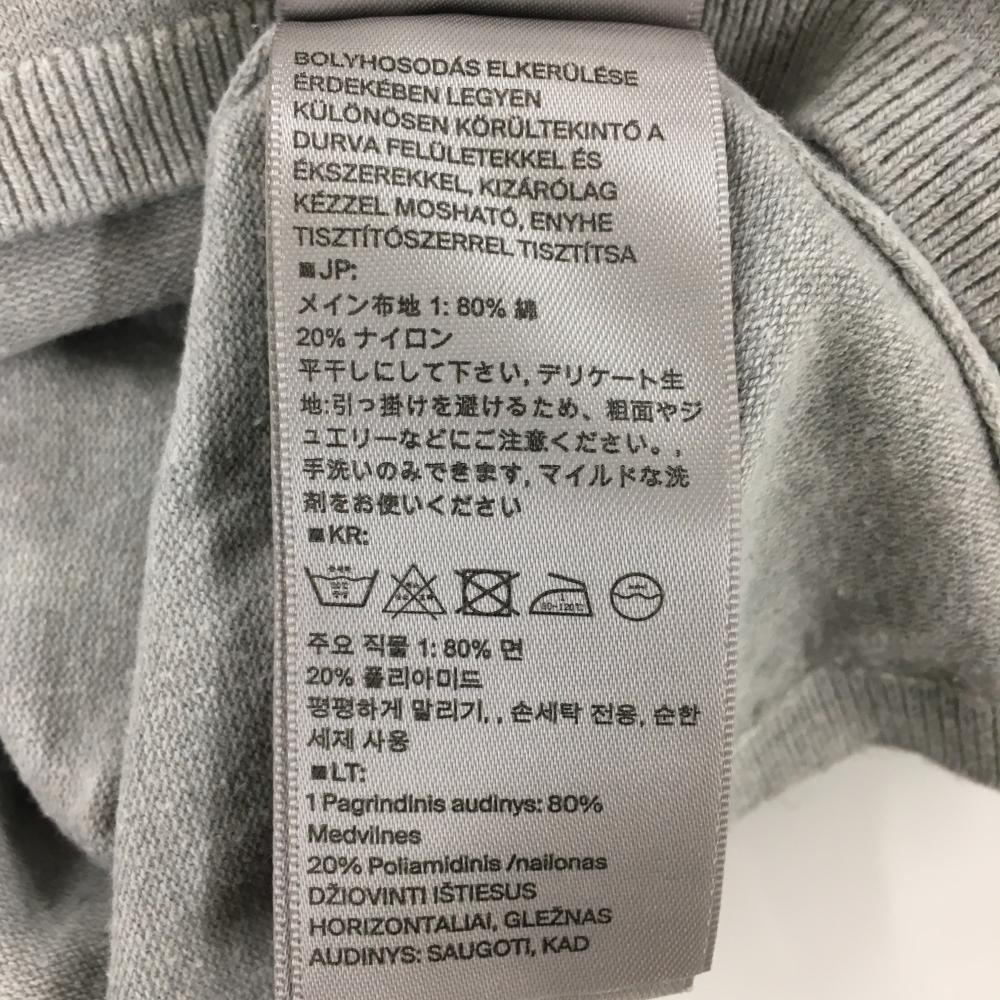 BOLYHOSODÁS ELKERÜLÉSE
ÉRDEKÉBEN LEGYEN
KÜLÖNÖSEN KÖRÜLTEKINTŐ A
DURVA FELÜLETEKKEL ÉS
ÉKSZEREKKEL, KIZÁRÓLAG
KÉZZEL MOSHATÓ, ENYHE
TISZTÍTÓSZERREL TISZTÍTSA
■JP:
メイン布地 1: 80% 綿
20% ナイロン
平干しにして下さい, デリケート生
地:引っ掛けを避けるため、粗面やジ
ュエリーなどにご注意ください。,
手洗いのみできます, マイルドな洗
剤をお使いください
■KR:
80~120℃
주요 직물 1: 80% 면
20% 폴리아미드
평평하게 말리기, , 손세탁 전용, 순한
세제 사용
■LT:
1 Pagrindinis audinys: 80%
Medvilnes
20% Poliamidinis /nailonas
DŽIOVINTI IŠTIESUS
HORIZONTALIAI, GLEŽNAS
AUDINYS: SAUGOTI, KAD